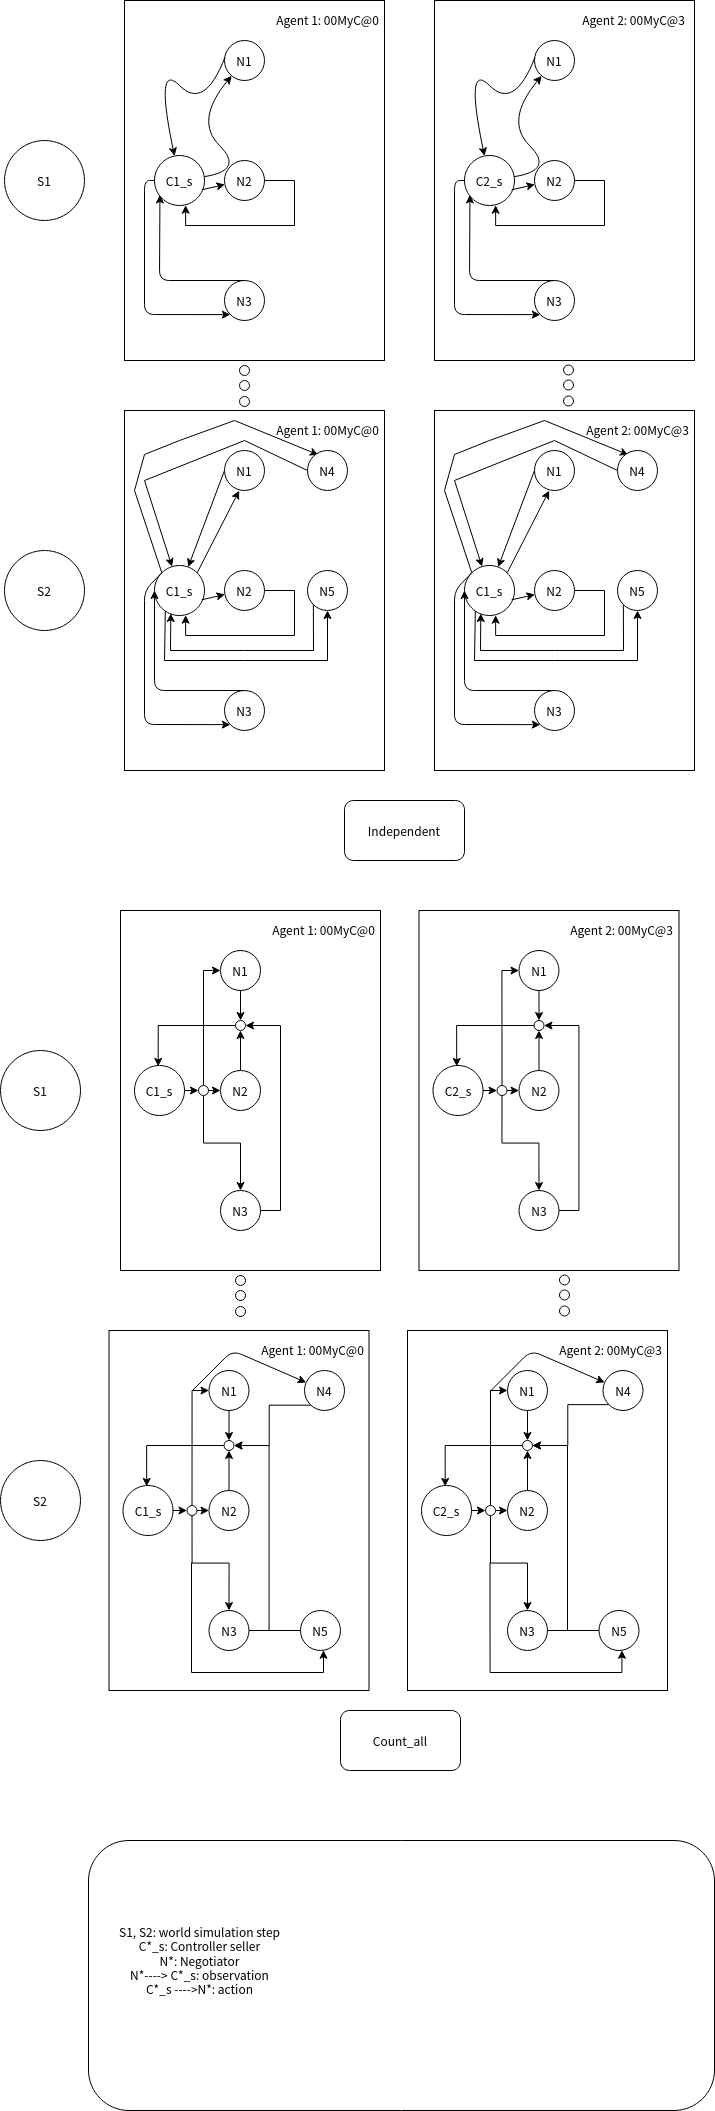 Agent 1: 00MyC@0
Agent 2: 00MyC@3
N1
N1
S1
C1_s
N2
C2_s
N2
N3
N3
Agent 1: 00MyC@0
Agent 2: 00MyC@3
N1
N4
N1
N4
S2
C1_s
N2
N5
C1_s
N2
N5
N3
N3
Independent
Agent 1: 00MyC@0
Agent 2: 00MyC@3
N1
N1
S1
C1_s
N2
C2_s
N2
N3
N3
Agent 1: 00MyC@0
Agent 2: 00MyC@3
N1
N4
N1
N4
S2
C1_s
N2
C2_s
N2
N3
N5
N3
N5
Count_all
S1, S2: world simulation step
C*_s: Controller seller
N*: Negotiator
N*----> C*_s: observation
C*_s ---->N*: action